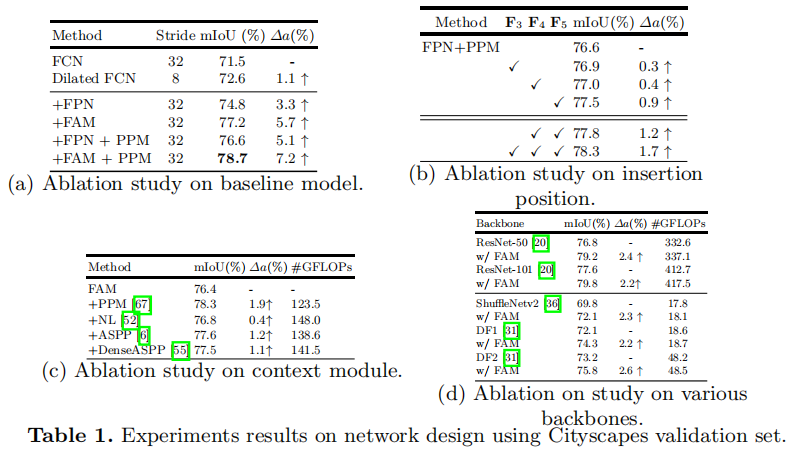 Method Stride mIoU (%) Δa(%)
FCN 32 71.5 -
Dilated FCN 8 72.6 1.1 ↑
+FPN 32 74.8 3.3 ↑
+FAM 32 77.2 5.7 ↑
+FPN + PPM 32 76.6 5.1 ↑
+FAM + PPM 32 78.7 7.2 ↑
(a) Ablation study on baseline model.
Method F3 F4 F5 mIoU(%) Δa(%)
FPN+PPM 76.6 -
✓ 76.9 0.3 ↑
✓ 77.0 0.4 ↑
✓ 77.5 0.9 ↑
✓ ✓ 77.8 1.2 ↑
✓ ✓ ✓ 78.3 1.7 ↑
(b) Ablation study on insertion
position.
Method mIoU(%) Δa(%) #GFLOPs
FAM 76.4 - -
+PPM [67] 78.3 1.9↑ 123.5
+NL [52] 76.8 0.4↑ 148.0
+ASPP [6] 77.6 1.2↑ 138.6
+DenseASPP [55] 77.5 1.1↑ 141.5
(c) Ablation study on context module.
Backbone mIoU(%) Δa(%) #GFLOPs
ResNet-50 [20] 76.8 - 332.6
w/ FAM 79.2 2.4 ↑ 337.1
ResNet-101 [20] 77.6 - 412.7
w/ FAM 79.8 2.2↑ 417.5
ShuffleNetv2 [36] 69.8 - 17.8
w/ FAM 72.1 2.3 ↑ 18.1
DF1 [31] 72.1 - 18.6
w/ FAM 74.3 2.2 ↑ 18.7
DF2 [31] 73.2 - 48.2
w/ FAM 75.8 2.6 ↑ 48.5
(d) Ablation on study on various
backbones.
Table 1. Experiments results on network design using Cityscapes validation set.